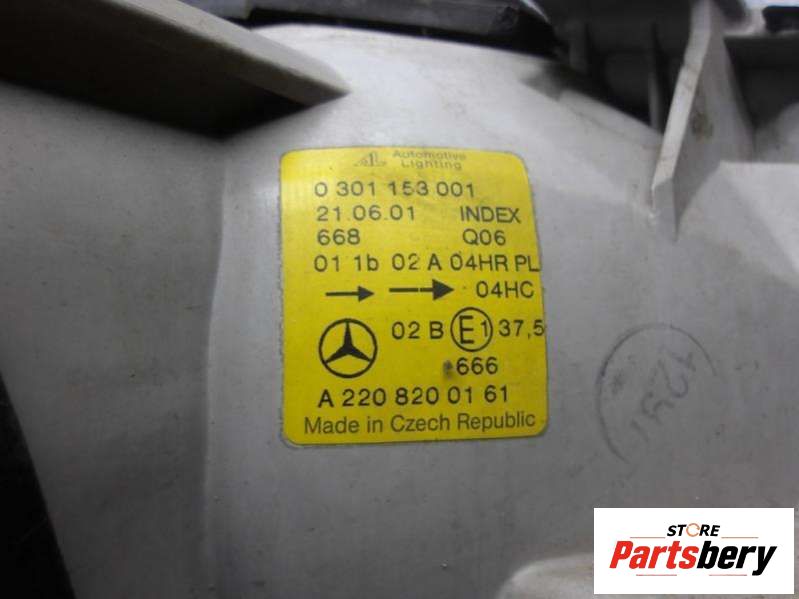 Automotive
Lighting
0 301 153 001
21.06.01 INDEX
668 Q06
01 1b 02 A 04HR PL
04HC
02 B E1 37,5
666
A 220 820 01 61
Made in Czech Republic
4251
STORE
Partsbery